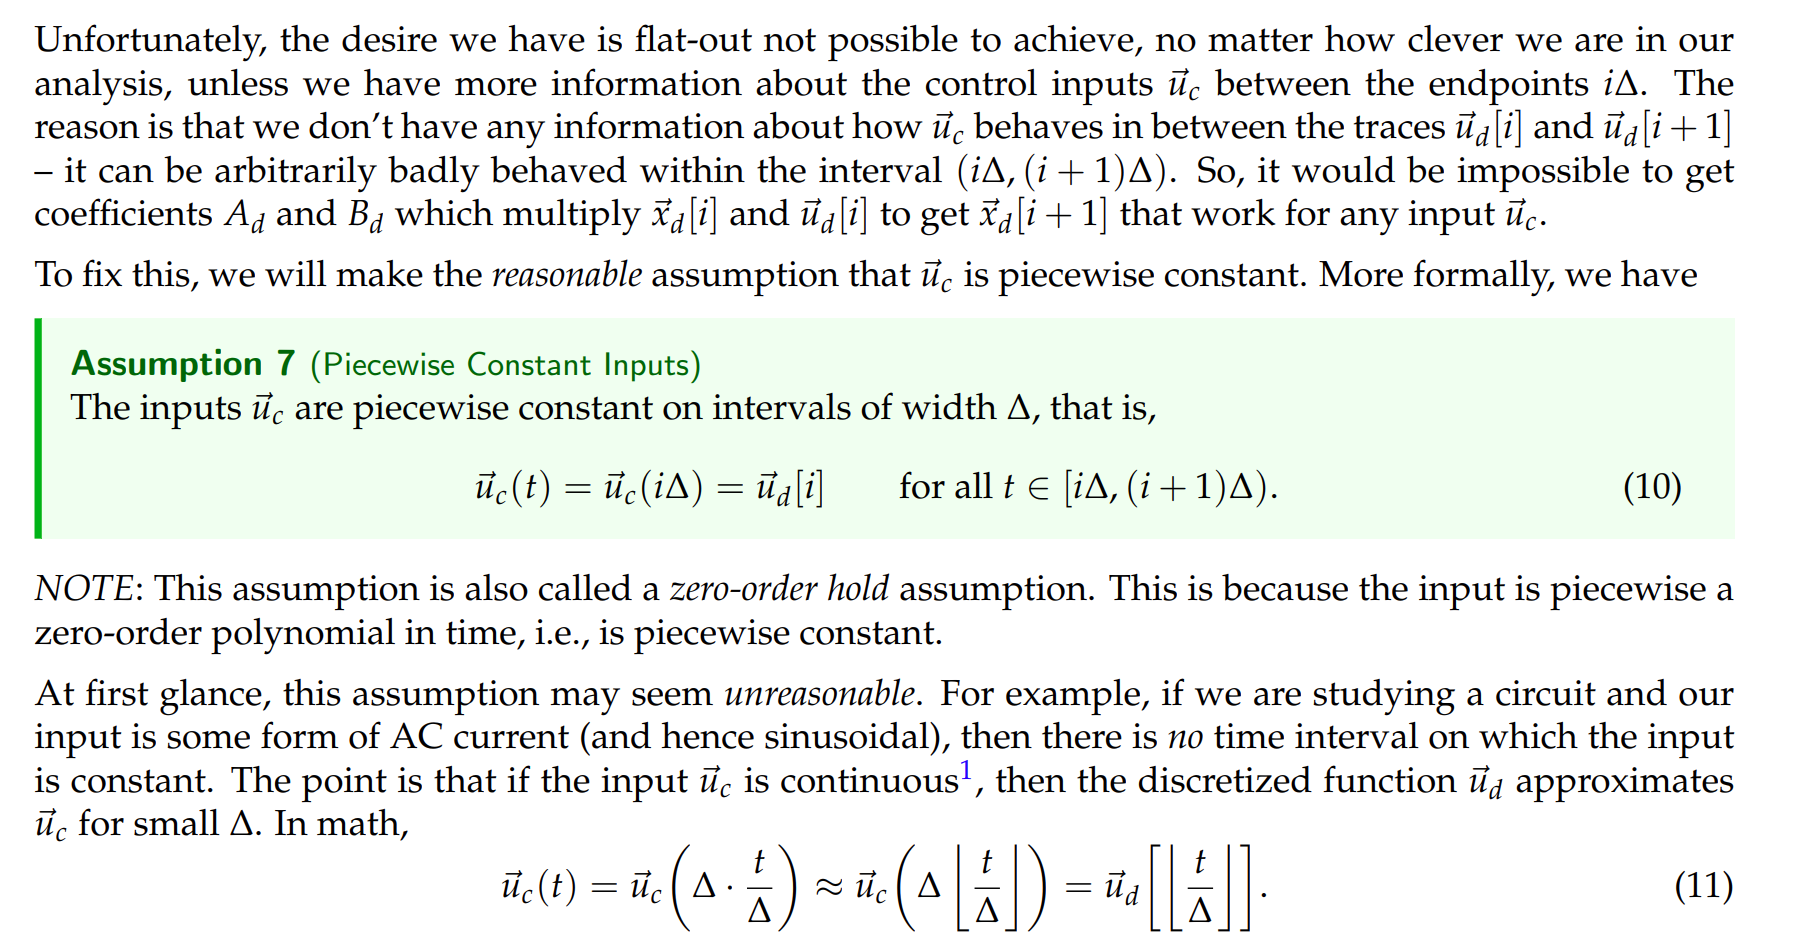 Unfortunately, the desire we have is flat-out not possible to achieve, no matter how clever we are in our
analysis, unless we have more information about the control inputs $\vec{u}_c$ between the endpoints $i\Delta$. The
reason is that we don't have any information about how $\vec{u}_c$ behaves in between the traces $\vec{u}_d[i]$ and $\vec{u}_d[i+1]$
– it can be arbitrarily badly behaved within the interval $(i\Delta, (i+1)\Delta)$. So, it would be impossible to get
coefficients $A_d$ and $B_d$ which multiply $\vec{x}_d[i]$ and $\vec{u}_d[i]$ to get $\vec{x}_d[i+1]$ that work for any input $\vec{u}_c$.
To fix this, we will make the reasonable assumption that $\vec{u}_c$ is piecewise constant. More formally, we have
Assumption 7 (Piecewise Constant Inputs)
The inputs $\vec{u}_c$ are piecewise constant on intervals of width $\Delta$, that is,
$\vec{u}_c(t) = \vec{u}_c(i\Delta) = \vec{u}_d[i] \qquad \text{for all } t \in [i\Delta, (i+1)\Delta).$ (10)
NOTE: This assumption is also called a zero-order hold assumption. This is because the input is piecewise a
zero-order polynomial in time, i.e., is piecewise constant.
At first glance, this assumption may seem unreasonable. For example, if we are studying a circuit and our
input is some form of AC current (and hence sinusoidal), then there is no time interval on which the input
is constant. The point is that if the input $\vec{u}_c$ is continuous$^1$, then the discretized function $\vec{u}_d$ approximates
$\vec{u}_c$ for small $\Delta$. In math,
$\vec{u}_c(t) = \vec{u}_c\left(\Delta \cdot \frac{t}{\Delta}\right) \approx \vec{u}_c\left(\Delta \left\lfloor \frac{t}{\Delta} \right\rfloor\right) = \vec{u}_d\left[\left\lfloor \frac{t}{\Delta} \right\rfloor\right].$ (11)